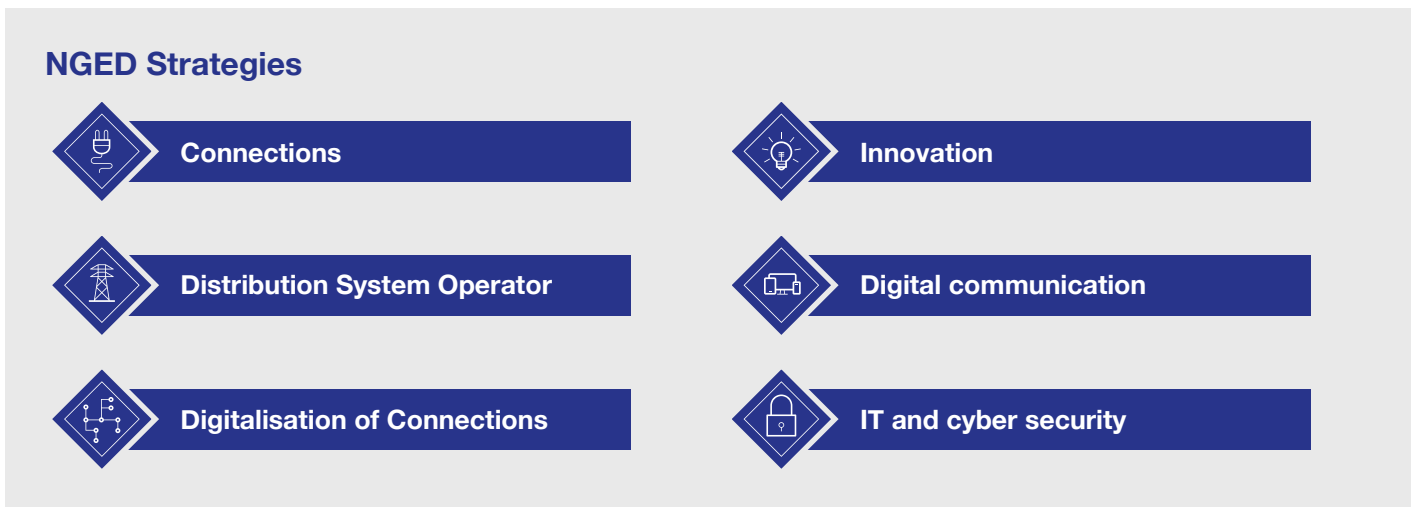 NGED Strategies
Connections
Innovation
Distribution System Operator
Digital communication
Digitalisation of Connections
IT and cyber security